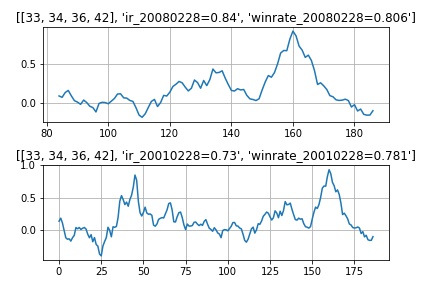 [[33, 34, 36, 42], 'ir_20080228=0.84', 'winrate_20080228=0.806']
0.5
0.0
80 100 120 140 160 180
[[33, 34, 36, 42], 'ir_20010228=0.73', 'winrate_20010228=0.781']
1.0
0.5
0.0
0 25 50 75 100 125 150 175